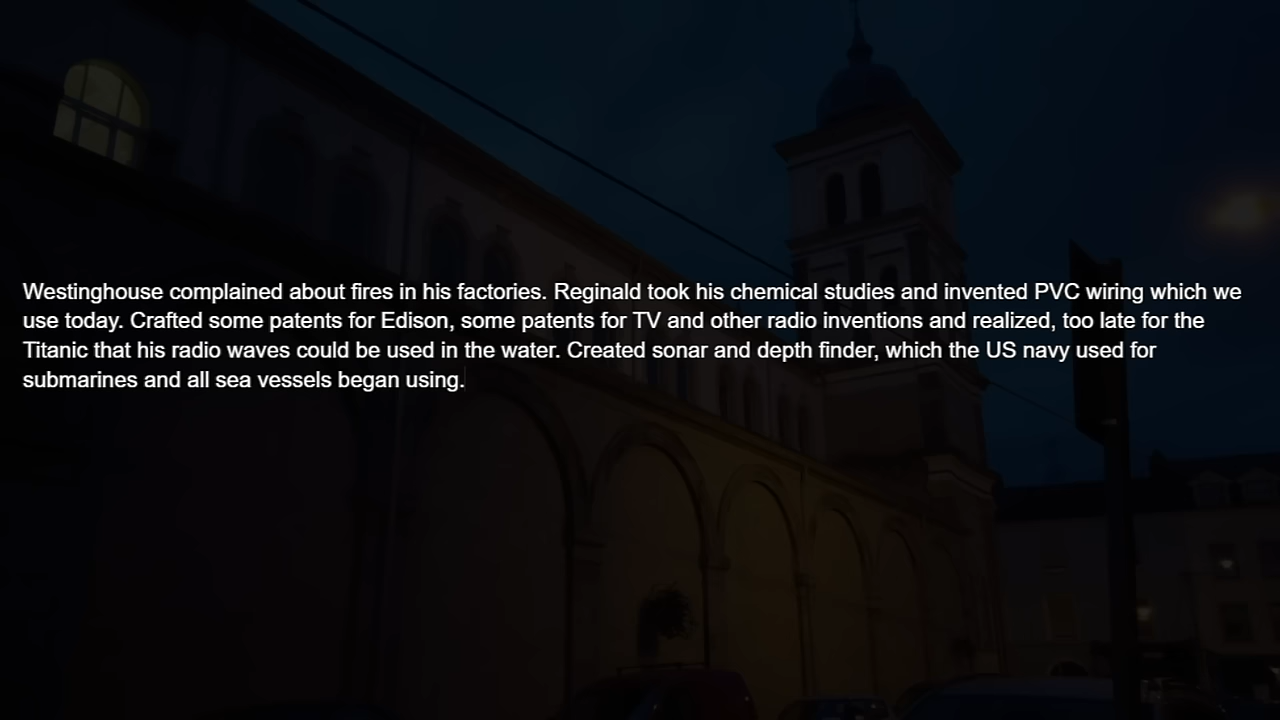 Westinghouse complained about fires in his factories. Reginald took his chemical studies and invented PVC wiring which we
use today. Crafted some patents for Edison, some patents for TV and other radio inventions and realized, too late for the
Titanic that his radio waves could be used in the water. Created sonar and depth finder, which the US navy used for
submarines and all sea vessels began using.